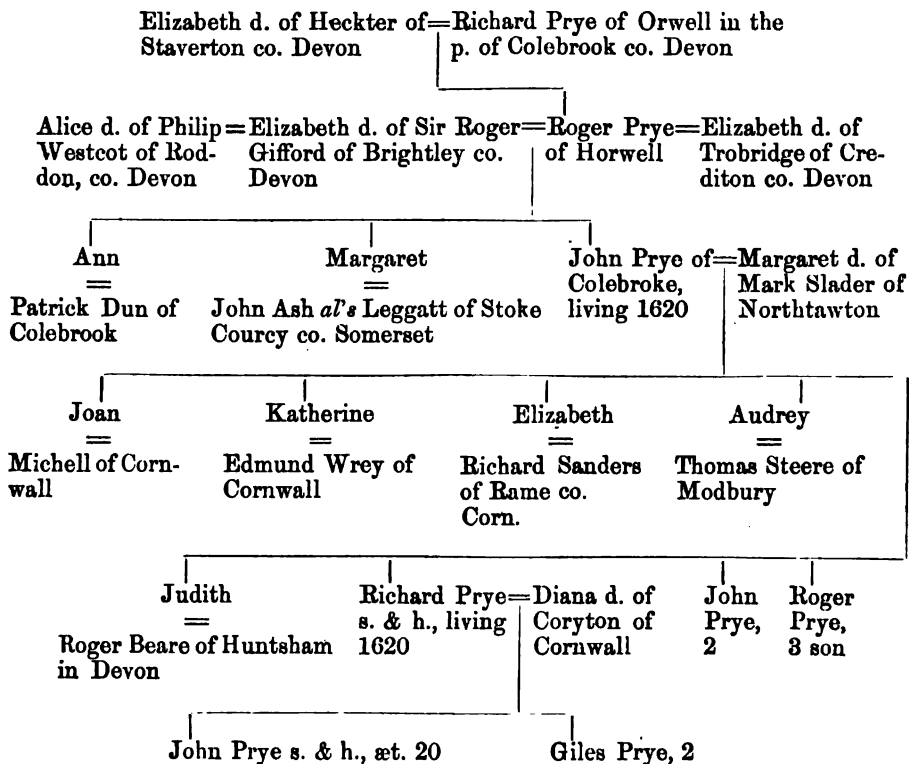 Elizabeth d. of Heckter of=Richard Prye of Orwell in the
Staverton co. Devon p. of Colebrook co. Devon
Alice d. of Philip=Elizabeth d. of Sir Roger=Roger Prye=Elizabeth d. of
Westcot of Rod- Gifford of Brightley co. of Horwell Trobridge of Cre-
don, co. Devon Devon diton co. Devon
Ann Margaret John Prye of=Margaret d. of
= = Colebroke, Mark Slader of
Patrick Dun of John Ash al's Leggatt of Stoke living 1620 Northtawton
Colebrook Courcy co. Somerset
Joan Katherine Elizabeth Audrey
= = = =
Michell of Corn- Edmund Wrey of Richard Sanders Thomas Steere of
wall Cornwall of Rame co. Modbury
Corn.
Judith Richard Prye=Diana d. of John Roger
= s. & h., living Coryton of Prye, Prye,
Roger Beare of Huntsham 1620 Cornwall 2 3 son
in Devon
John Prye s. & h., æt. 20 Giles Prye, 2